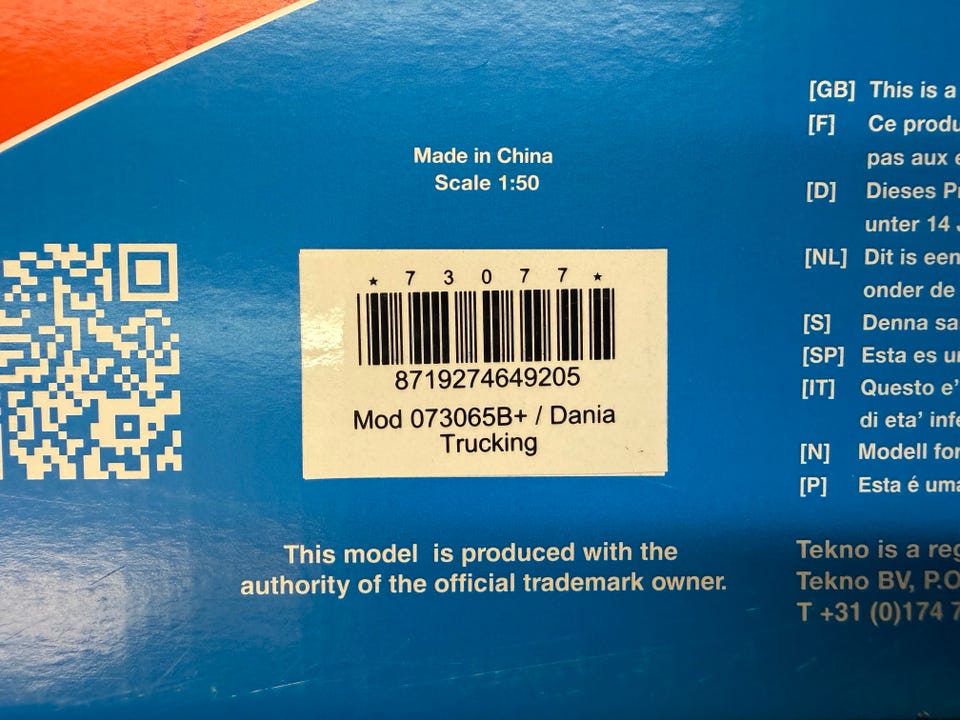 Made in China
Scale 1:50
* 7 3 0 7 7 *
8719274649205
Mod 073065B+ / Dania
Trucking
This model is produced with the
authority of the official trademark owner.
[GB] This is a
[F] Ce produ
pas aux e
[D] Dieses Pr
unter 14
[NL] Dit is een
onder de
[S] Denna sa
[SP] Esta es u
[IT] Questo e'
di eta' infe
[N] Modell for
[P] Esta é uma
Tekno is a reg
Tekno BV, P.O
T +31 (0)174 7